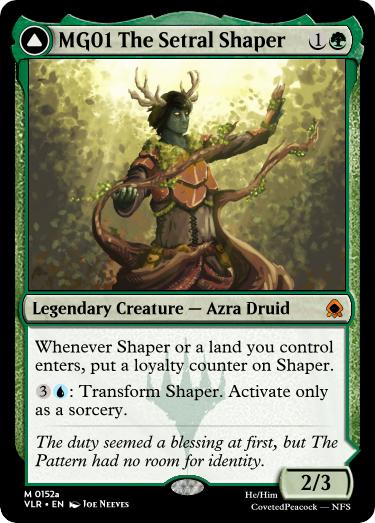 MG01 The Setral Shaper 1
Legendary Creature — Azra Druid
Whenever Shaper or a land you control
enters, put a loyalty counter on Shaper.
3: Transform Shaper. Activate only
as a sorcery.
The duty seemed a blessing at first, but The
Pattern had no room for identity.
2/3
M 0152a
VLR • EN Joe Neeves
He/Him
CovetedPeacock — NFS